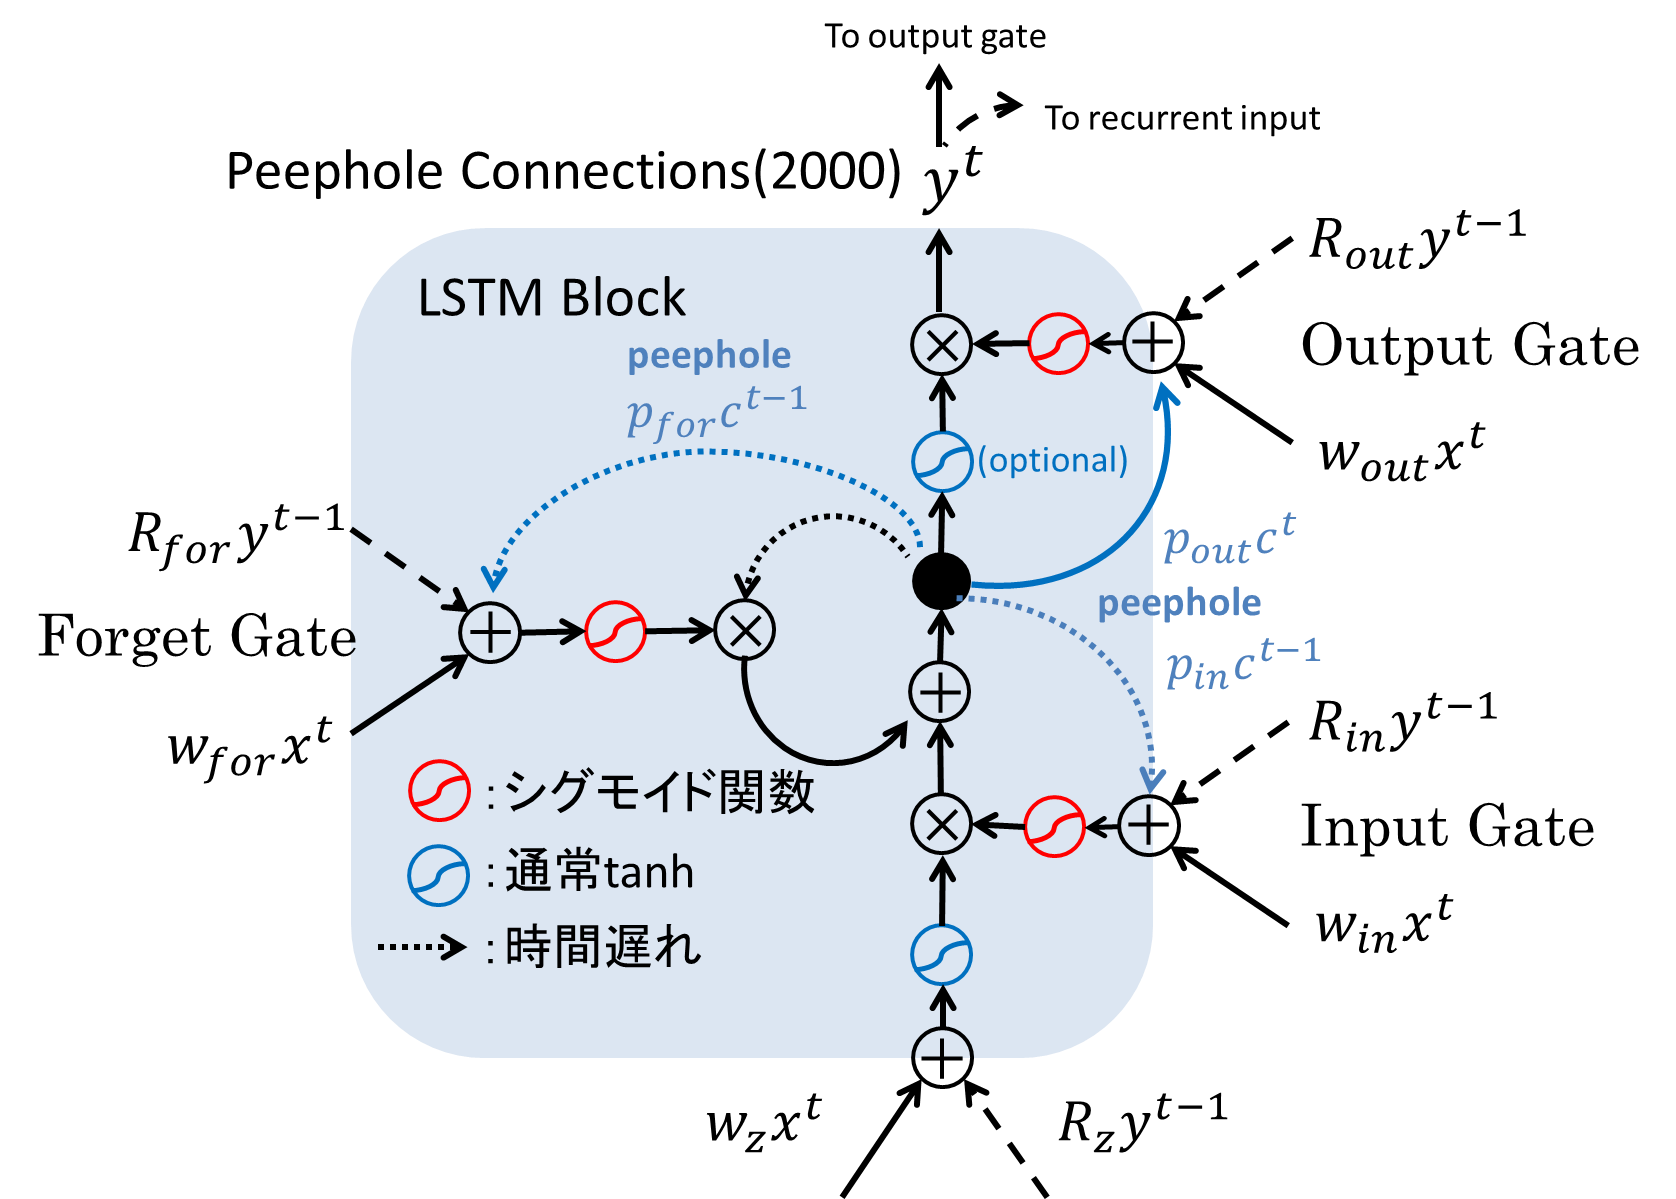 To output gate
To recurrent input
Peephole Connections(2000) y^t
R_{out}y^{t-1}
LSTM Block
Output Gate
peephole
p_{for}c^{t-1}
w_{out}x^t
(optional)
R_{for}y^{t-1}
p_{out}c^t
peephole
Forget Gate
p_{in}c^{t-1}
R_{in}y^{t-1}
w_{for}x^t
:シグモイド関数
Input Gate
:通常tanh
w_{in}x^t
:時間遅れ
w_zx^t
R_zy^{t-1}